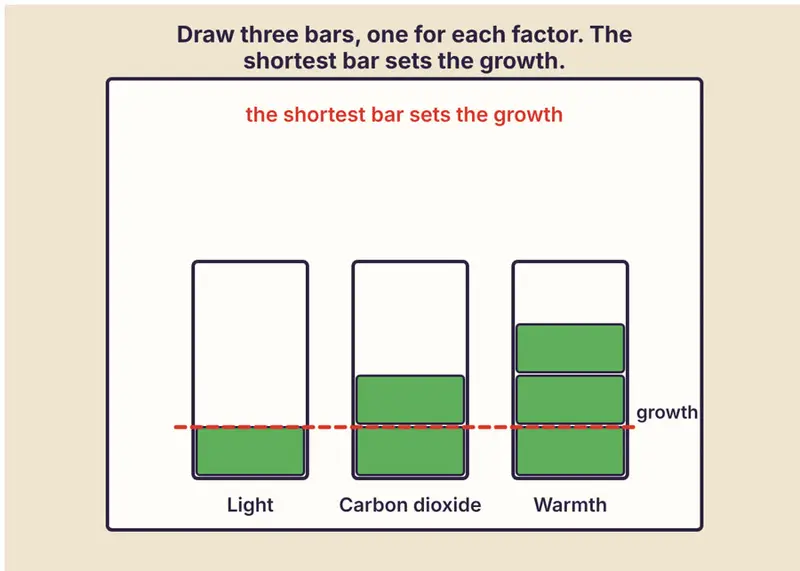 Draw three bars, one for each factor. The
shortest bar sets the growth.
the shortest bar sets the growth
growth
Light
Carbon dioxide
Warmth